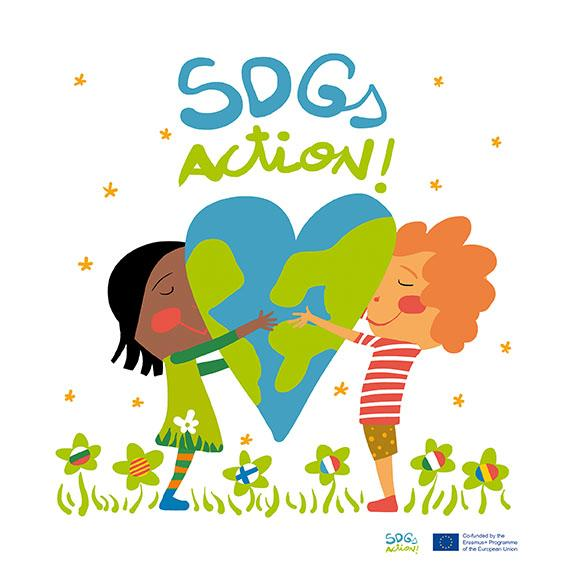 SDGs
Action!
SDGs
Action!
Co-funded by the
Erasmus+ Programme
of the European Union